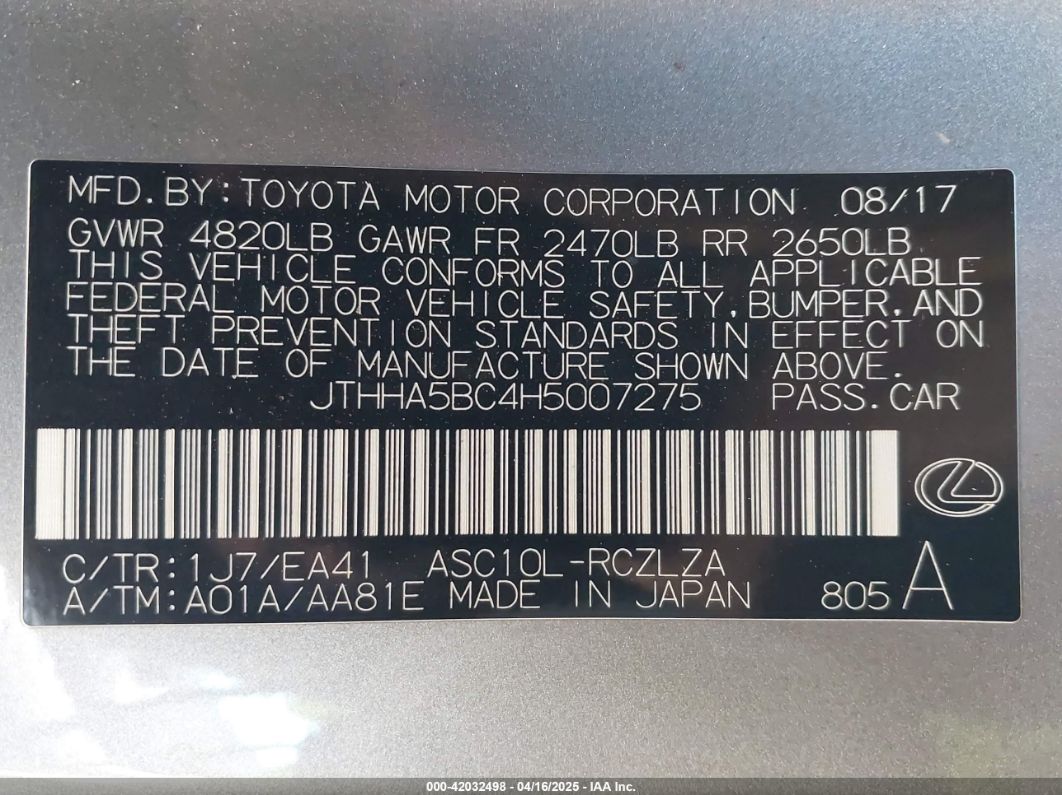 MFD. BY: TOYOTA MOTOR CORPORATION 08/17
GVWR 4820LB GAWR FR 2470LB RR 2650LB
THIS VEHICLE CONFORMS TO ALL APPLICABLE
FEDERAL MOTOR VEHICLE SAFETY, BUMPER, AND
THEFT PREVENTION STANDARDS IN EFFECT ON
THE DATE OF MANUFACTURE SHOWN ABOVE.
JTHHA5BC4H5007275 PASS. CAR
C/TR: 1J7/EA41 ASC10L-RCZLZA
A/TM: A01A/AA81E MADE IN JAPAN 805 A
000-42032498 - 04/16/2025 - IAA Inc.